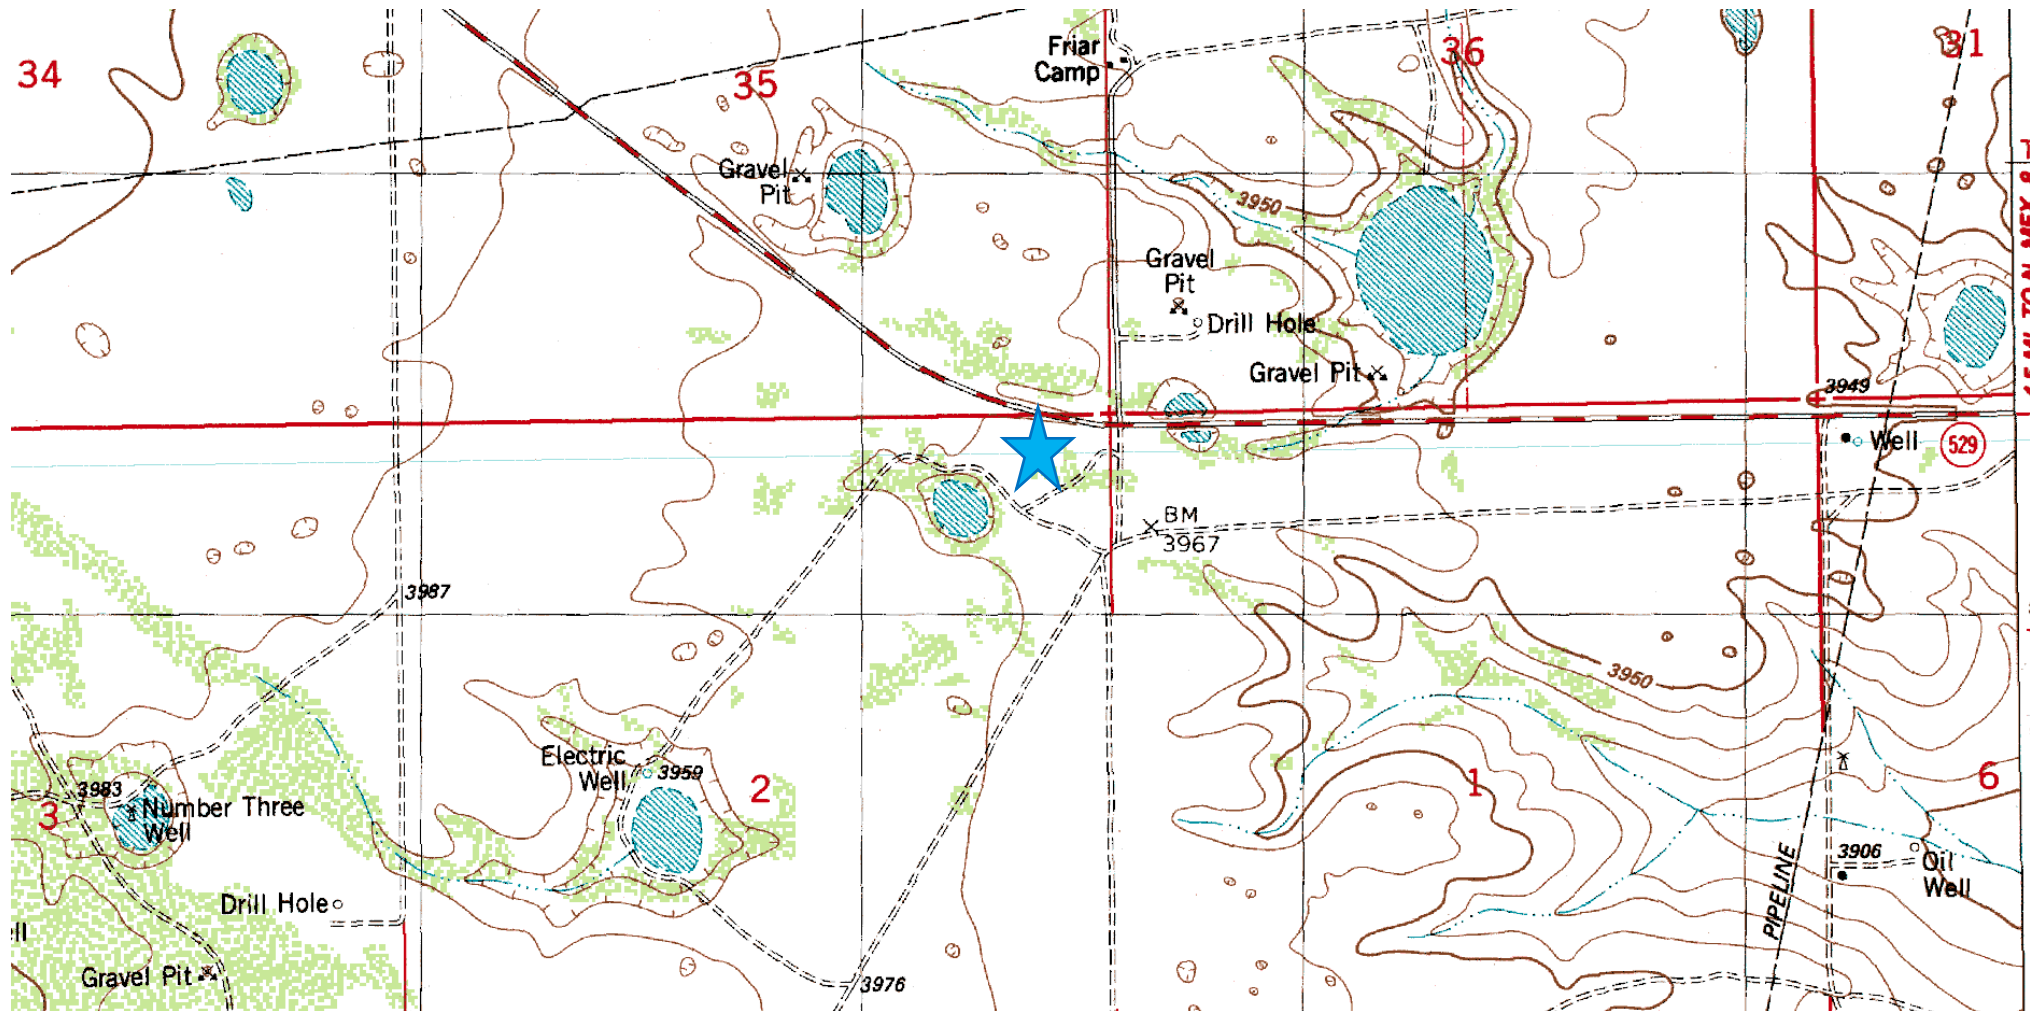 34
35
Friar
Camp
36
31
Gravel
Pit
3950
Gravel
Pit
Drill Hole
Gravel Pit
3949
Well
529
BM
3967
3987
3950
Electric
Well
3959
2
1
6
3983
3
Number Three
Well
3906
Oil
Well
PIPELINE
Drill Hole
Gravel Pit
3976